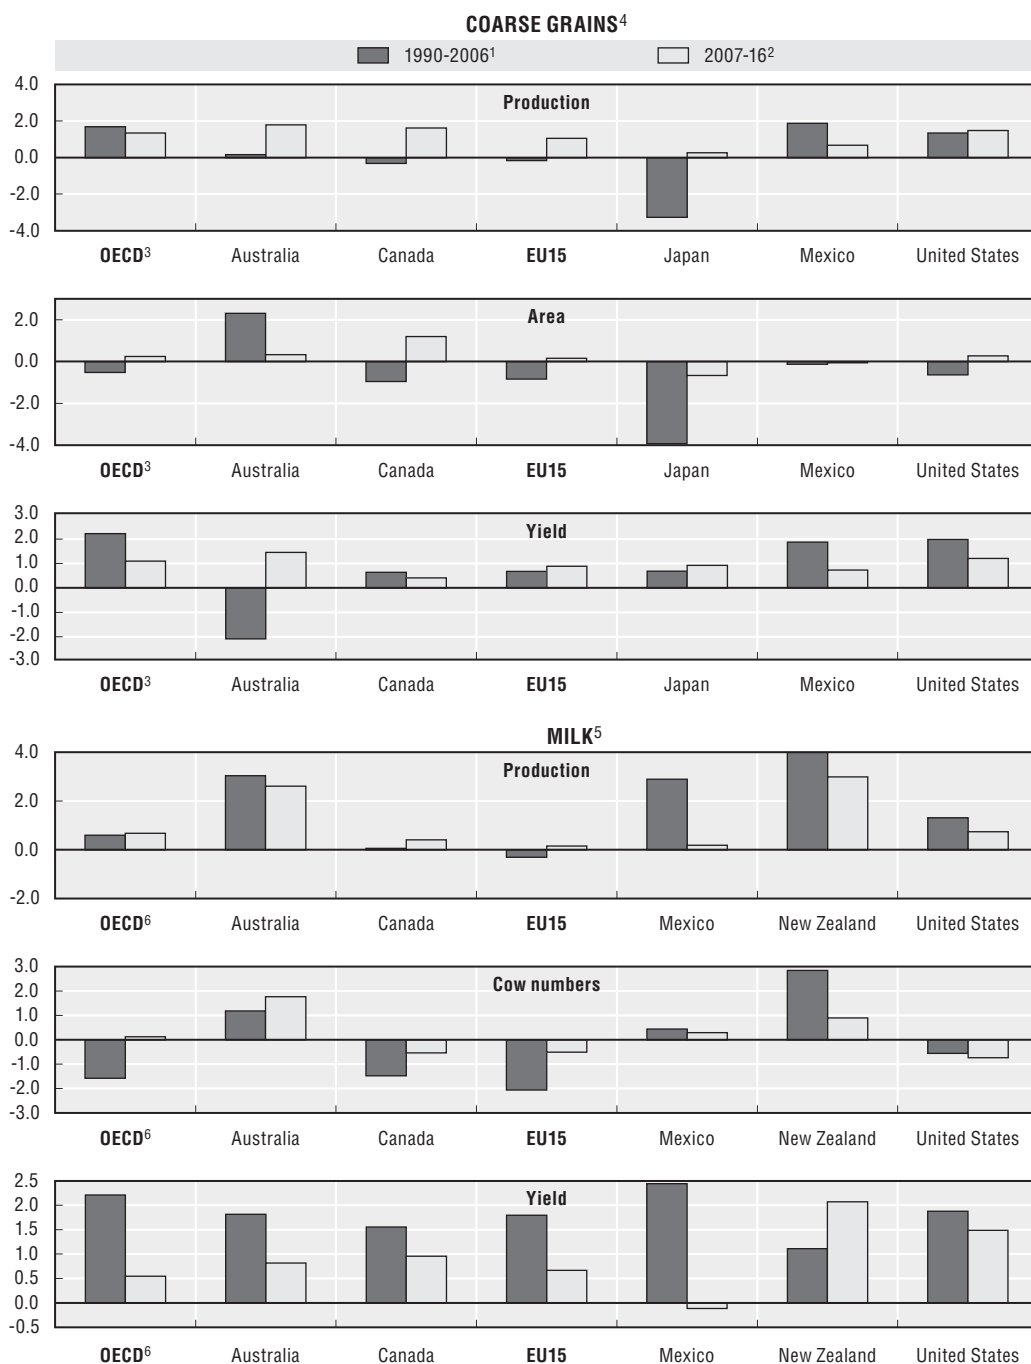 COARSE GRAINS4
1990-20061 2007-162
Production
4.0
2.0
0.0
-2.0
-4.0
OECD3 Australia Canada EU15 Japan Mexico United States
Area
2.0
0.0
-2.0
-4.0
OECD3 Australia Canada EU15 Japan Mexico United States
Yield
3.0
2.0
1.0
0.0
-1.0
-2.0
-3.0
OECD3 Australia Canada EU15 Japan Mexico United States
MILK5
Production
4.0
2.0
0.0
-2.0
OECD6 Australia Canada EU15 Mexico New Zealand United States
Cow numbers
3.0
2.0
1.0
0.0
-1.0
-2.0
-3.0
OECD6 Australia Canada EU15 Mexico New Zealand United States
Yield
2.5
2.0
1.5
1.0
0.5
0.0
-0.5
OECD6 Australia Canada EU15 Mexico New Zealand United States